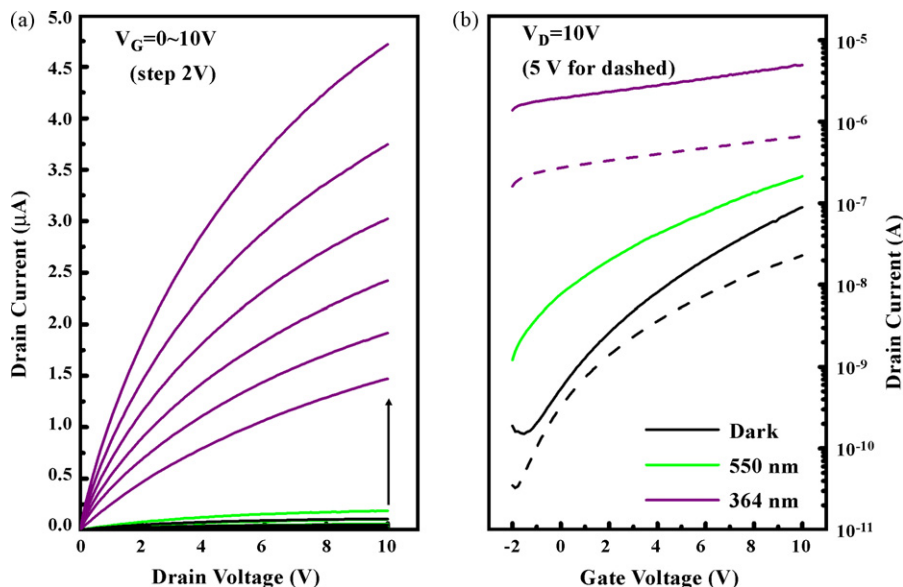 (a)
V_G=0~10V
(step 2V)
Drain Current (μA)
5.0
4.5
4.0
3.5
3.0
2.5
2.0
1.5
1.0
0.5
0.0
0 2 4 6 8 10
Drain Voltage (V)
(b)
V_D=10V
(5 V for dashed)
10^-5
10^-6
10^-7
10^-8
10^-9
10^-10
10^-11
Drain Current (A)
Dark
550 nm
364 nm
-2 0 2 4 6 8 10
Gate Voltage (V)